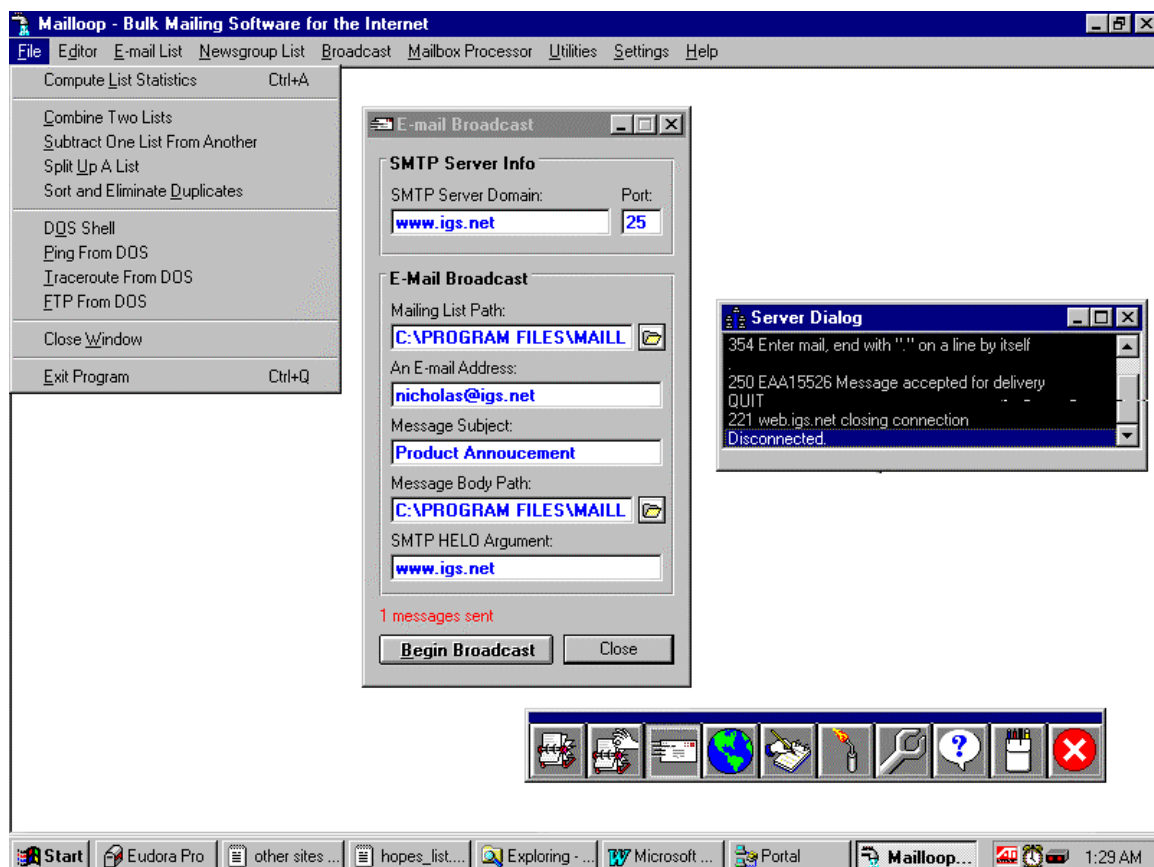 Mailloop - Bulk Mailing Software for the Internet
File Editor E-mail List Newsgroup List Broadcast Mailbox Processor Utilities Settings Help
Compute List Statistics Ctrl+A
Combine Two Lists
Subtract One List From Another
Split Up A List
Sort and Eliminate Duplicates
DOS Shell
Ping From DOS
Traceroute From DOS
FTP From DOS
Close Window
Exit Program Ctrl+Q
E-mail Broadcast
SMTP Server Info
SMTP Server Domain: Port:
www.igs.net 25
E-Mail Broadcast
Mailing List Path:
C:\PROGRAM FILES\MAILL
An E-mail Address:
nicholas@igs.net
Message Subject:
Product Annoucement
Message Body Path:
C:\PROGRAM FILES\MAILL
SMTP HELO Argument:
www.igs.net
1 messages sent
Begin Broadcast Close
Server Dialog
354 Enter mail, end with "." on a line by itself
.
250 EAA15526 Message accepted for delivery
QUIT
221 web.igs.net closing connection
Disconnected.
Start Eudora Pro other sites ... hopes_list.... Exploring - ... Microsoft ... Portal Mailloop... 1:29 AM